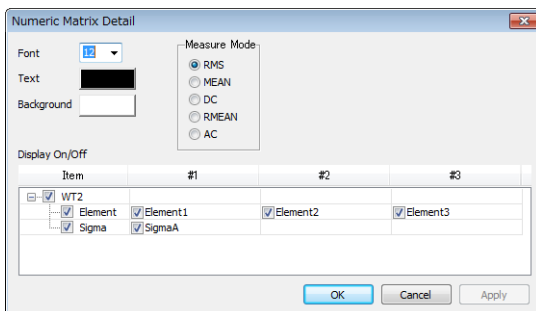 Numeric Matrix Detail
Font 12
Measure Mode
RMS
Text
MEAN
Background
DC
RMEAN
AC
Display On/Off
Item #1 #2 #3
WT2
Element Element1 Element2 Element3
Sigma SigmaA
OK Cancel Apply